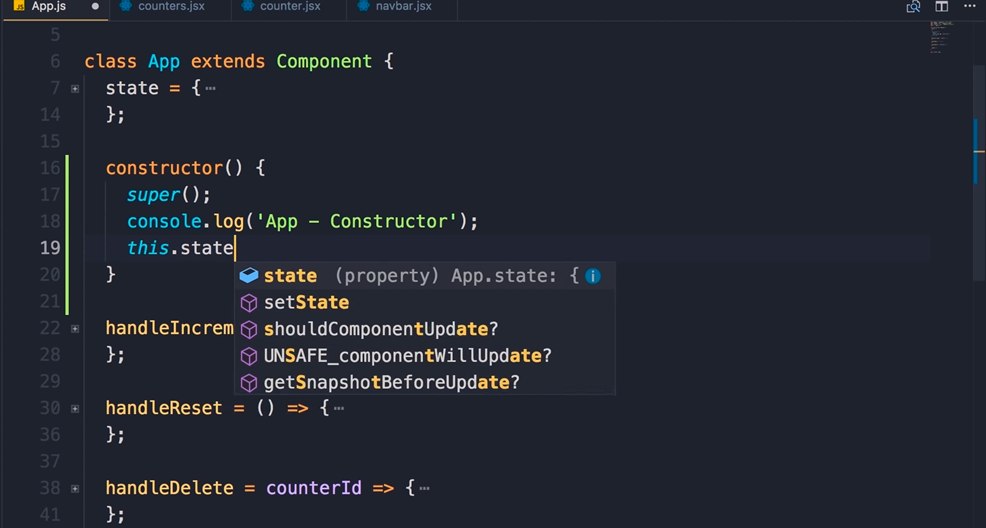 JS App.js ● counters.jsx counter.jsx navbar.jsx ···
5
6 class App extends Component {
7 state = {···
14 };
15
16 constructor() {
17 super();
18 console.log('App – Constructor');
19 this.state
state (property) App.state: { i
20 }
21 setState
22 handleIncrem
shouldComponentUpdate?
28 };
UNSAFE_componentWillUpdate?
29 getSnapshotBeforeUpdate?
30 handleReset = () => {···
36 };
37
38 handleDelete = counterId => {···
41 };